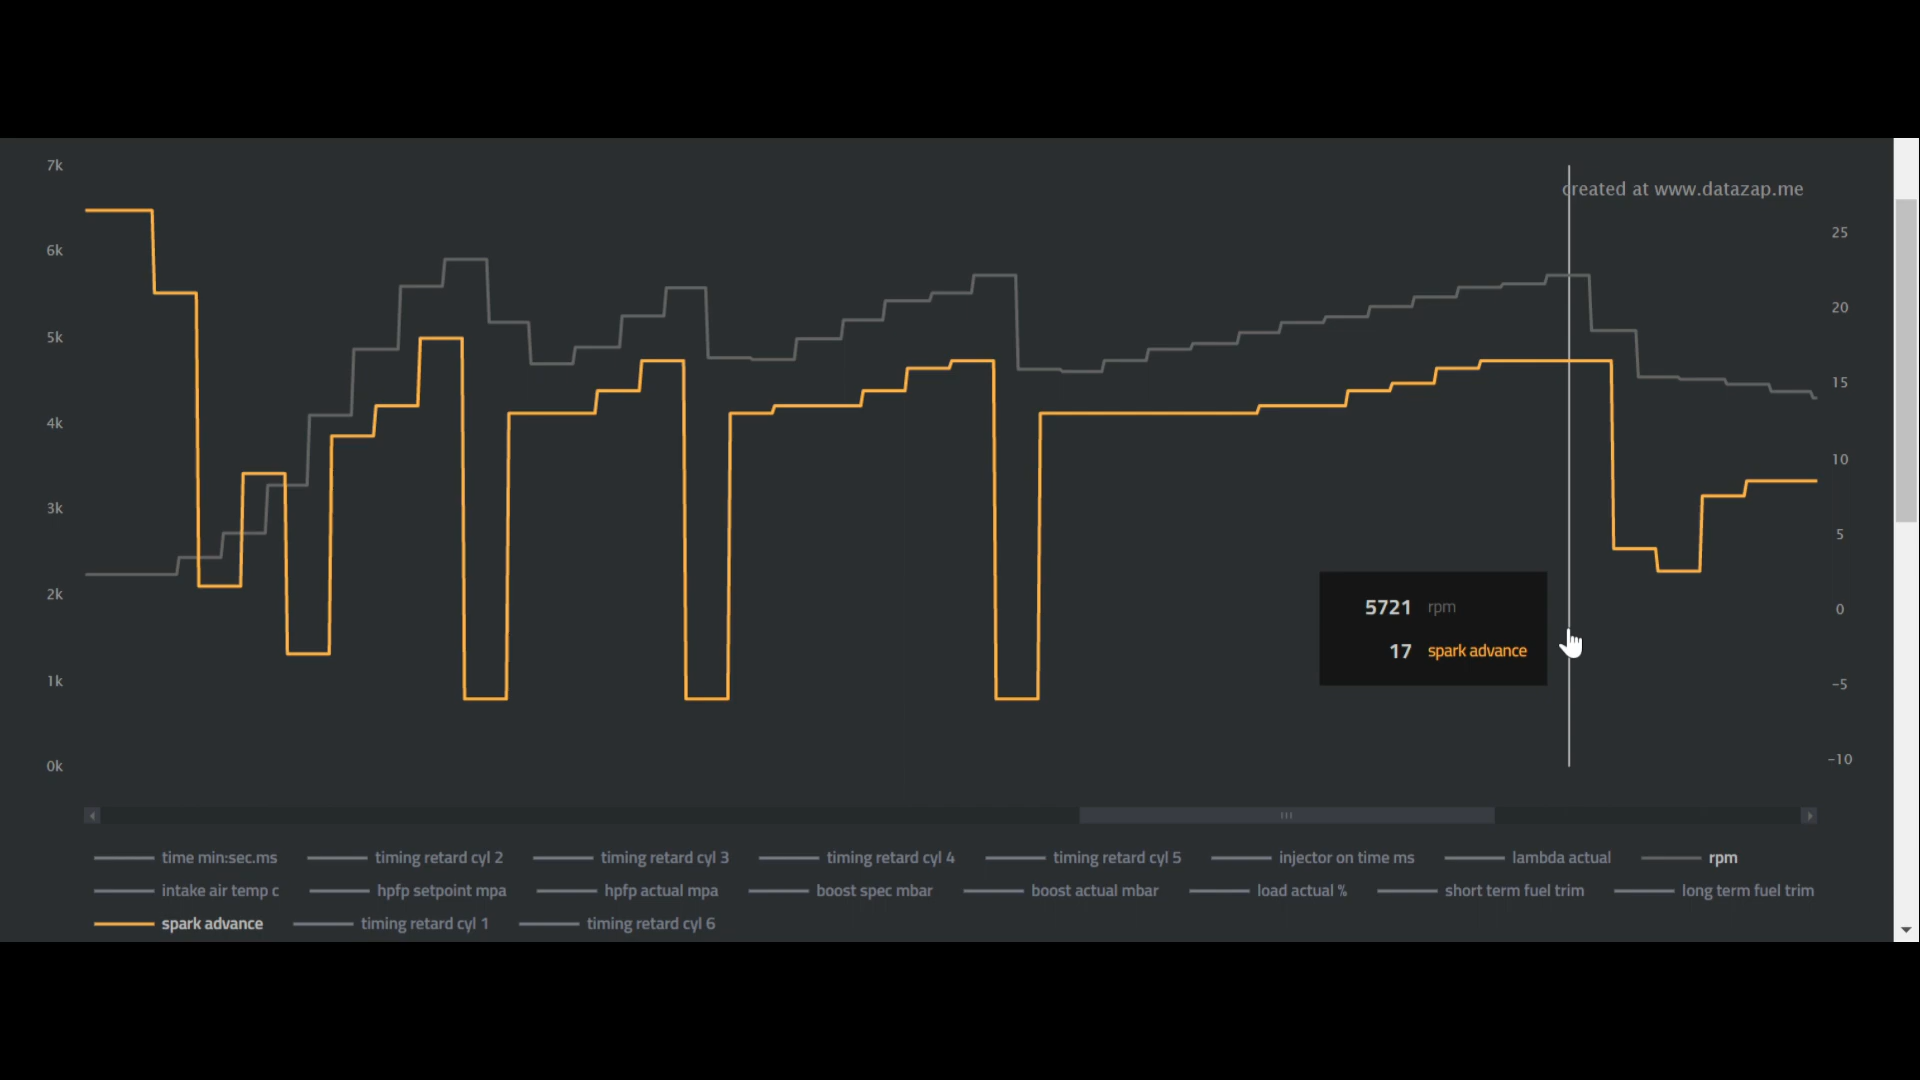 7k
created at www.datazap.me
25
6k
20
5k
15
4k
10
3k
5
2k
0
5721 rpm
17 spark advance
1k
-5
0k
-10
time min:sec.ms timing retard cyl 2 timing retard cyl 3 timing retard cyl 4 timing retard cyl 5 injector on time ms lambda actual rpm
intake air temp c hpfp setpoint mpa hpfp actual mpa boost spec mbar boost actual mbar load actual % short term fuel trim long term fuel trim
spark advance timing retard cyl 1 timing retard cyl 6